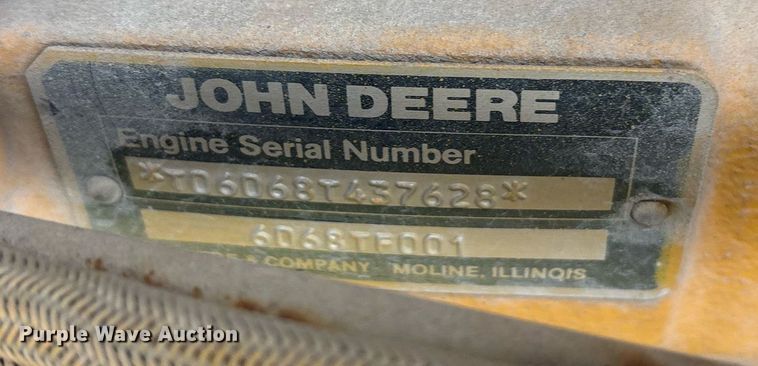 JOHN DEERE
Engine Serial Number
*T06068T437628*
6068TF001
& COMPANY MOLINE, ILLINOIS
Purple Wave Auction